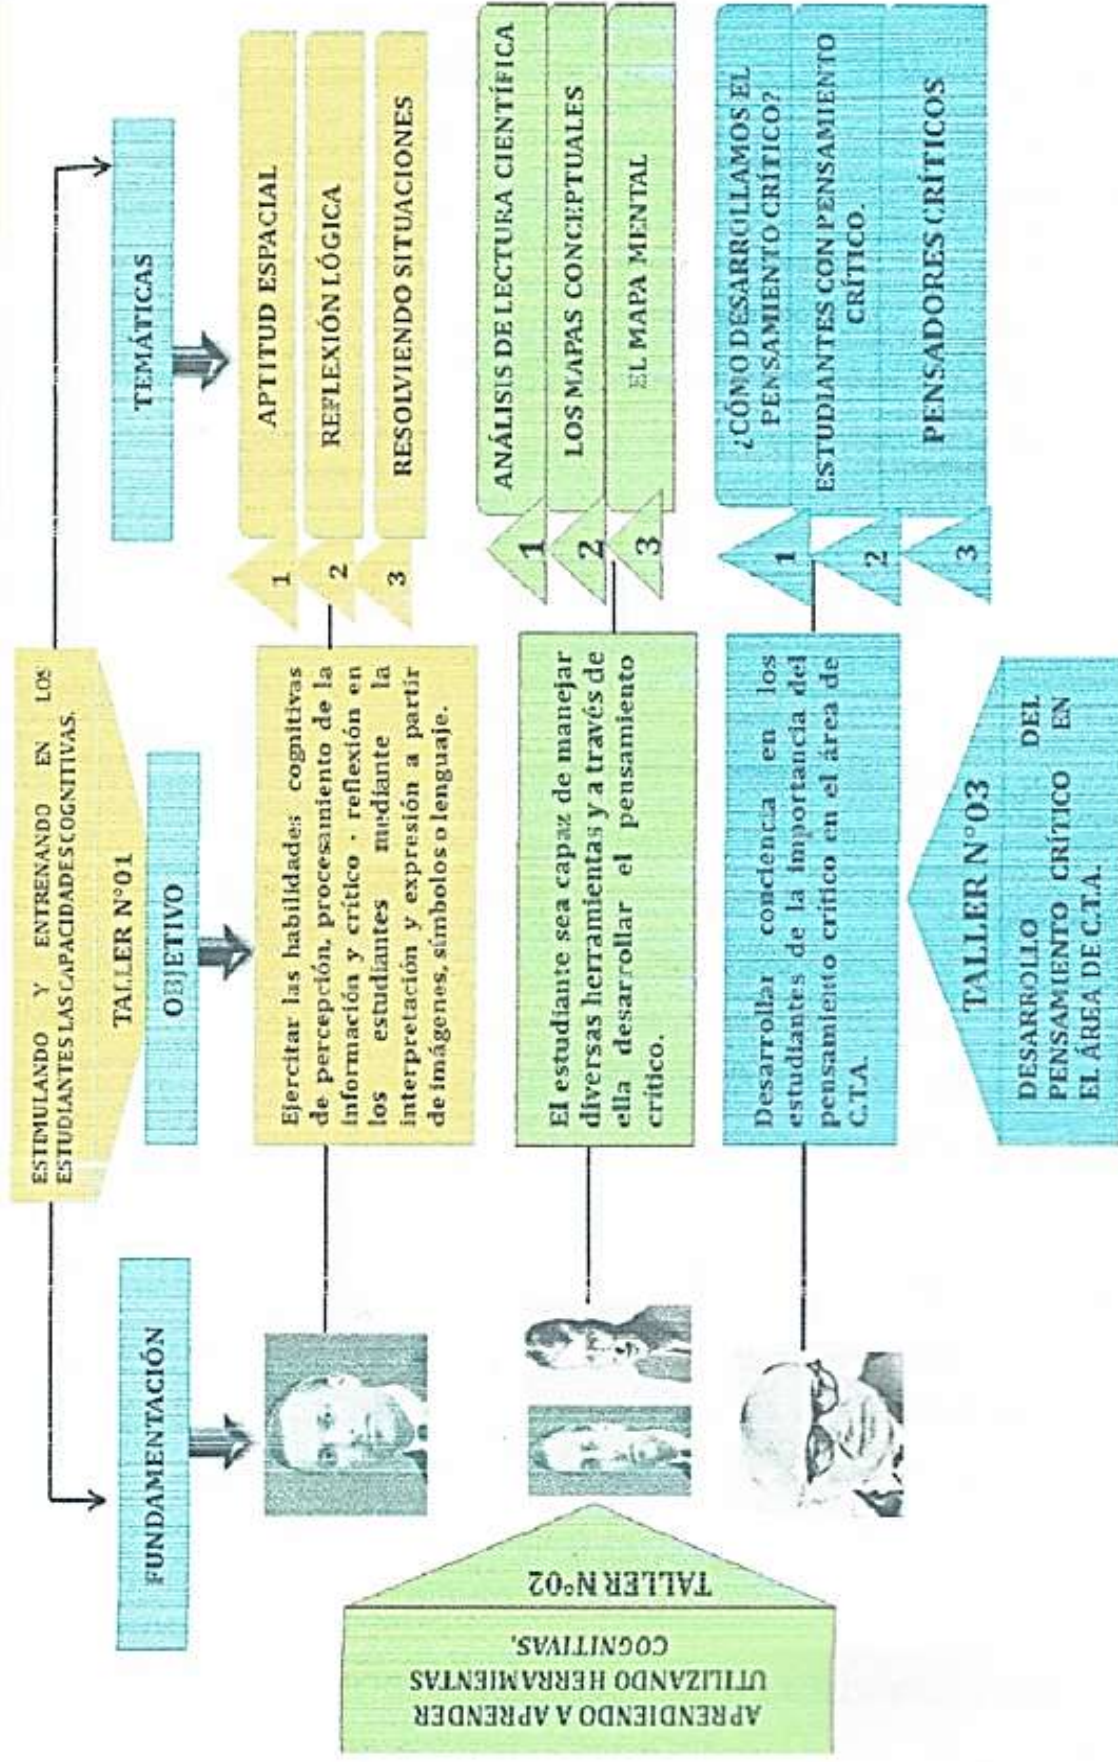 ESTIMULANDO Y ENTRENANDO EN LOS
ESTUDIANTES LAS CAPACIDADES COGNITIVAS.
TALLER N°01
FUNDAMENTACIÓN
OBJETIVO
TEMÁTICAS
Ejercitar las habilidades cognitivas
de percepción, procesamiento de la
información y critico - reflexión en
los estudiantes mediante la
interpretación y expresión a partir
de imágenes, símbolos o lenguaje.
1
APTITUD ESPACIAL
2
REFLEXIÓN LÓGICA
3
RESOLVIENDO SITUACIONES
APRENDIENDO A APRENDER
UTILIZANDO HERRAMIENTAS
COGNITIVAS.
TALLER N°02
El estudiante sea capaz de manejar
diversas herramientas y a través de
ella desarrollar el pensamiento
critico.
1
ANÁLISIS DE LECTURA CIENTÍFICA
2
LOS MAPAS CONCEPTUALES
3
EL MAPA MENTAL
Desarrollar conciencia en los
estudiantes de la importancia del
pensamiento critico en el área de
C.T.A.
1
¿CÓMO DESARROLLAMOS EL
PENSAMIENTO CRÍTICO?
2
ESTUDIANTES CON PENSAMIENTO
CRÍTICO.
3
PENSADORES CRÍTICOS
TALLER N°03
DESARROLLO DEL
PENSAMIENTO CRÍTICO EN
EL ÁREA DE C.T.A.